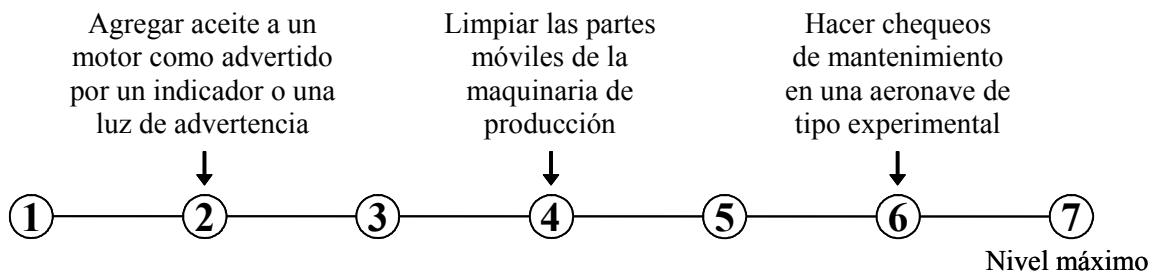 Agregar aceite a un
motor como advertido
por un indicador o una
luz de advertencia
Limpiar las partes
móviles de la
maquinaria de
producción
Hacer chequeos
de mantenimiento
en una aeronave de
tipo experimental
1 2 3 4 5 6 7
Nivel máximo